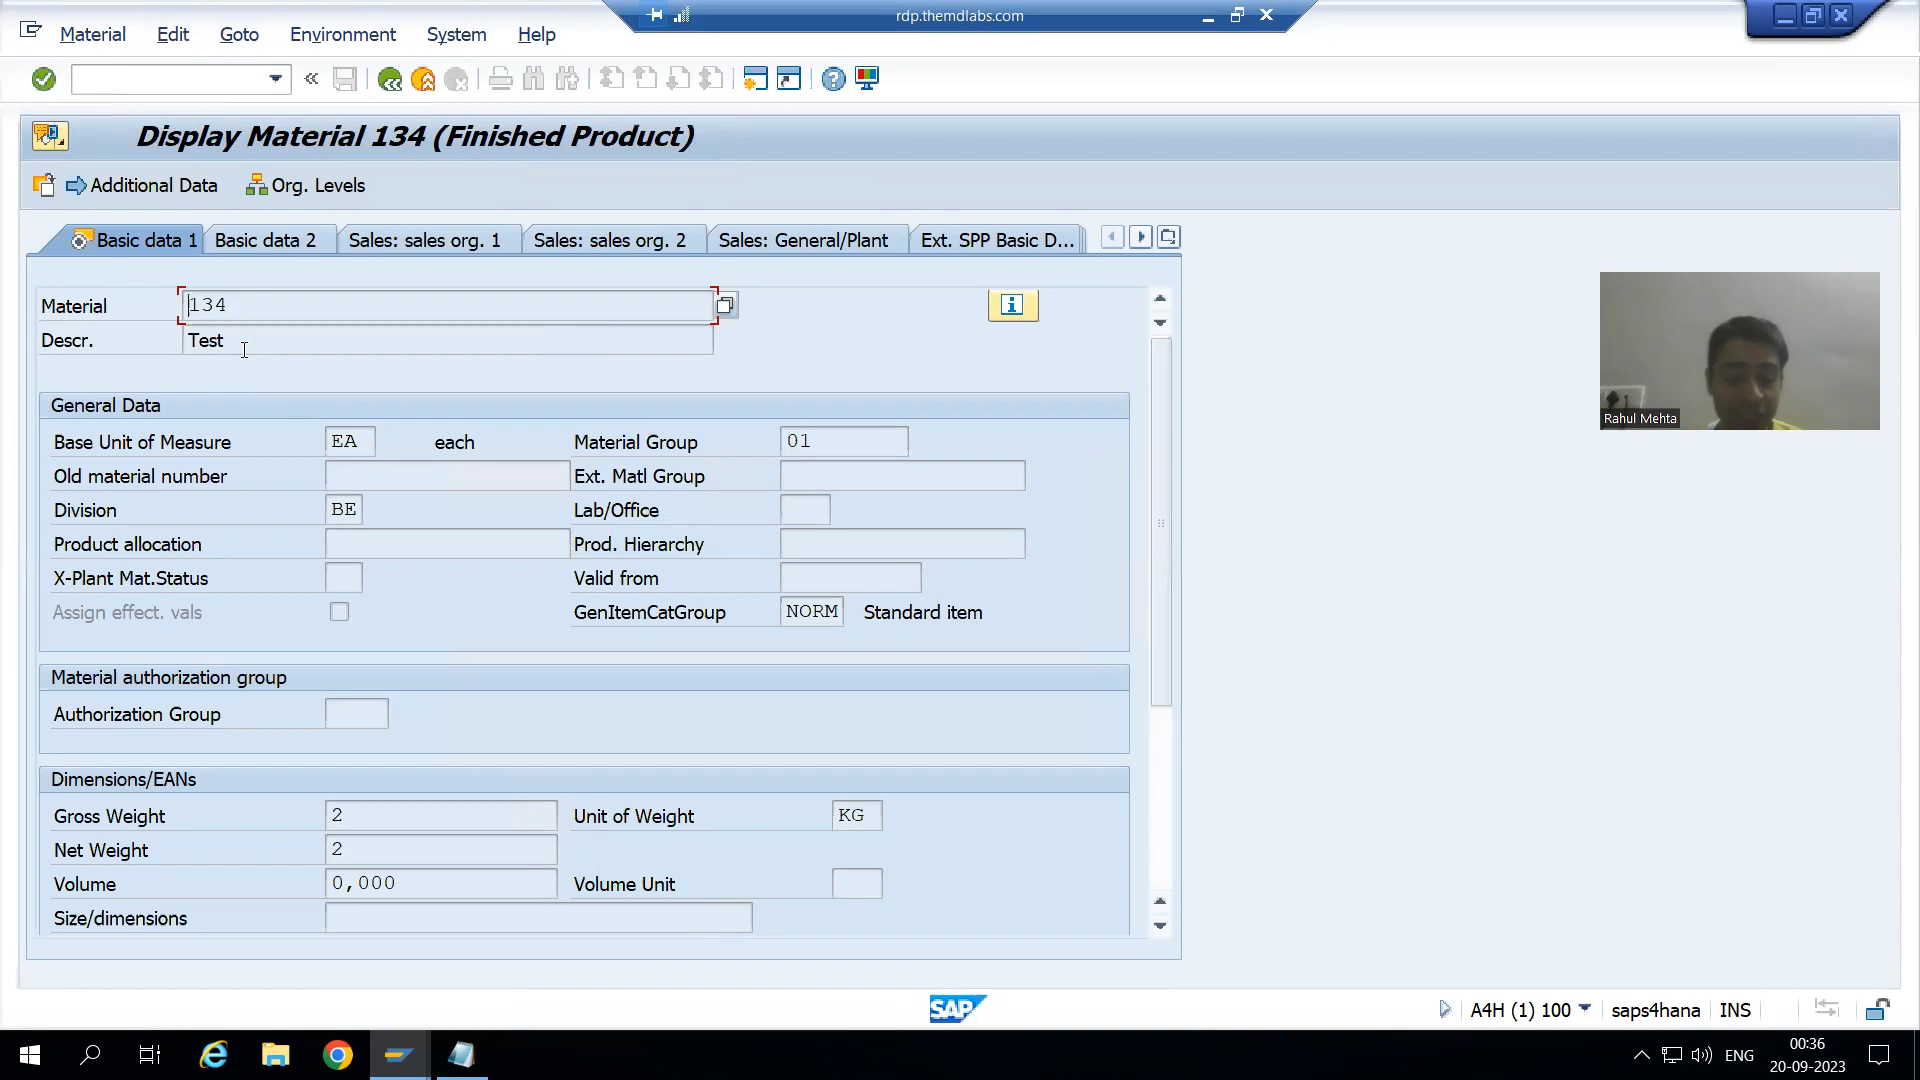 rdp.themdlabs.com
Material Edit Goto Environment System Help
Display Material 134 (Finished Product)
Additional Data Org. Levels
Basic data 1 Basic data 2 Sales: sales org. 1 Sales: sales org. 2 Sales: General/Plant Ext. SPP Basic D...
Material 134
Descr. Test
General Data
Base Unit of Measure EA each Material Group 01
Old material number Ext. Matl Group
Division BE Lab/Office
Product allocation Prod. Hierarchy
X-Plant Mat.Status Valid from
Assign effect. vals GenItemCatGroup NORM Standard item
Material authorization group
Authorization Group
Dimensions/EANs
Gross Weight 2 Unit of Weight KG
Net Weight 2
Volume 0,000 Volume Unit
Size/dimensions
Rahul Mehta
SAP A4H (1) 100 saps4hana INS
ENG 00:36
20-09-2023